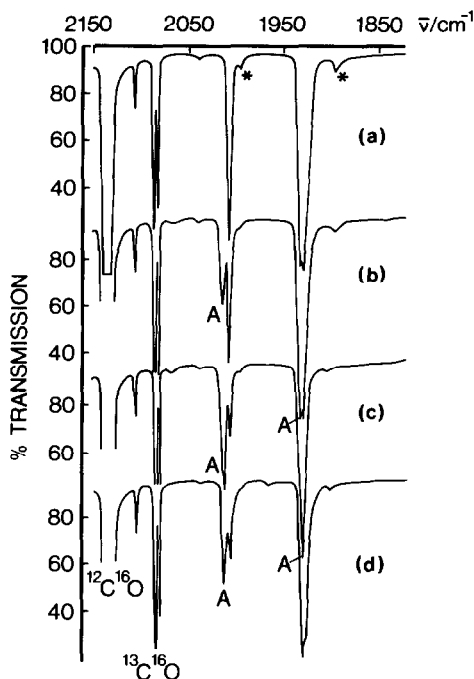 2150 2050 1950 1850 ν̄/cm⁻¹
100
80
60
40
* *
(a)
80
60
40
A
(b)
80
60
A
A
(c)
80
60
40
A
A
(d)
% TRANSMISSION
¹²C¹⁶O
¹³C¹⁶O